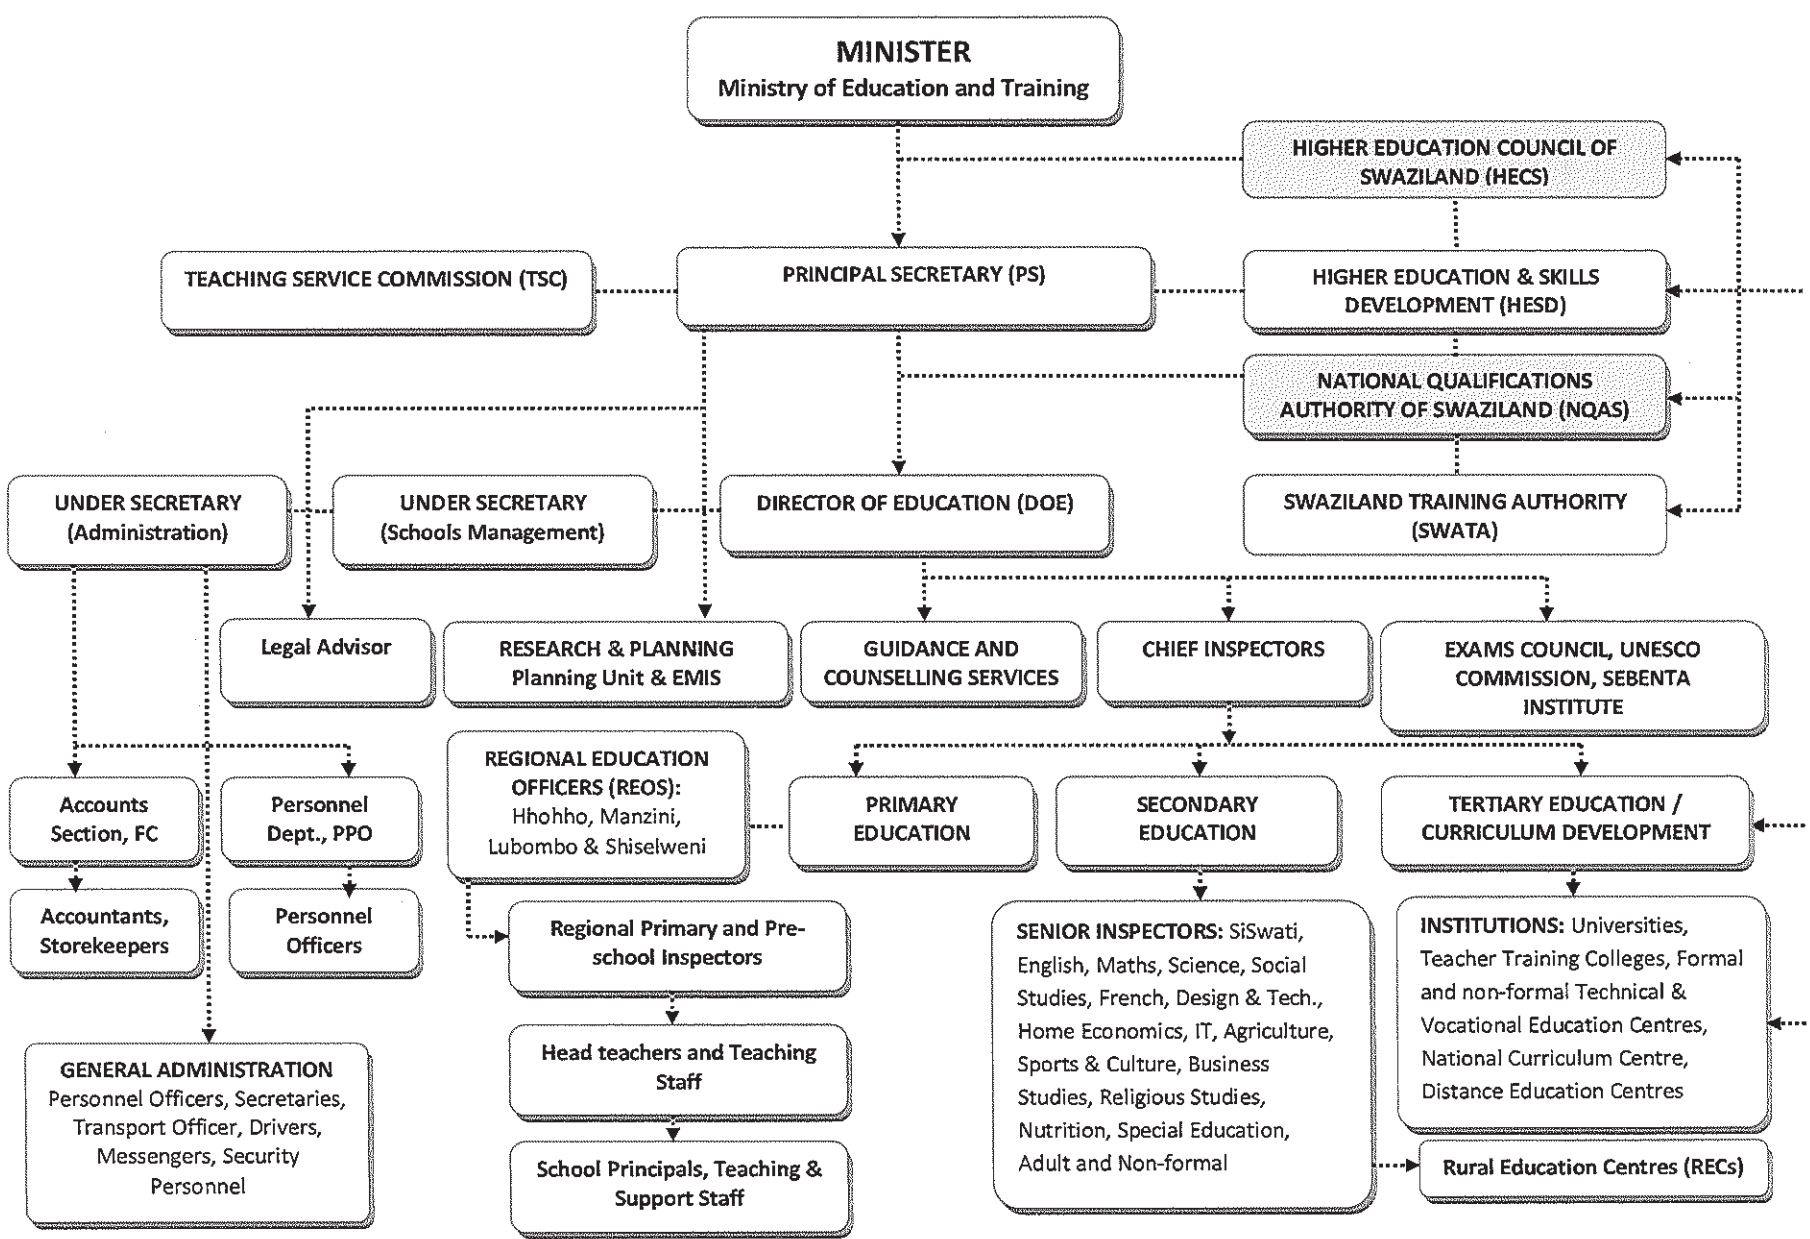 MINISTER
Ministry of Education and Training
HIGHER EDUCATION COUNCIL OF
SWAZILAND (HECS)
TEACHING SERVICE COMMISSION (TSC)
PRINCIPAL SECRETARY (PS)
HIGHER EDUCATION & SKILLS
DEVELOPMENT (HESD)
NATIONAL QUALIFICATIONS
AUTHORITY OF SWAZILAND (NQAS)
UNDER SECRETARY
(Administration)
UNDER SECRETARY
(Schools Management)
DIRECTOR OF EDUCATION (DOE)
SWAZILAND TRAINING AUTHORITY
(SWATA)
Legal Advisor
RESEARCH & PLANNING
Planning Unit & EMIS
GUIDANCE AND
COUNSELLING SERVICES
CHIEF INSPECTORS
EXAMS COUNCIL, UNESCO
COMMISSION, SEBENTA
INSTITUTE
Accounts
Section, FC
Personnel
Dept., PPO
REGIONAL EDUCATION
OFFICERS (REOS):
Hhohho, Manzini,
Lubombo & Shiselweni
PRIMARY
EDUCATION
SECONDARY
EDUCATION
TERTIARY EDUCATION /
CURRICULUM DEVELOPMENT
Accountants,
Storekeepers
Personnel
Officers
Regional Primary and Pre-
school Inspectors
SENIOR INSPECTORS: SiSwati,
English, Maths, Science, Social
Studies, French, Design & Tech.,
Home Economics, IT, Agriculture,
Sports & Culture, Business
Studies, Religious Studies,
Nutrition, Special Education,
Adult and Non-formal
INSTITUTIONS: Universities,
Teacher Training Colleges, Formal
and non-formal Technical &
Vocational Education Centres,
National Curriculum Centre,
Distance Education Centres
Head teachers and Teaching
Staff
GENERAL ADMINISTRATION
Personnel Officers, Secretaries,
Transport Officer, Drivers,
Messengers, Security
Personnel
School Principals, Teaching &
Support Staff
Rural Education Centres (RECs)